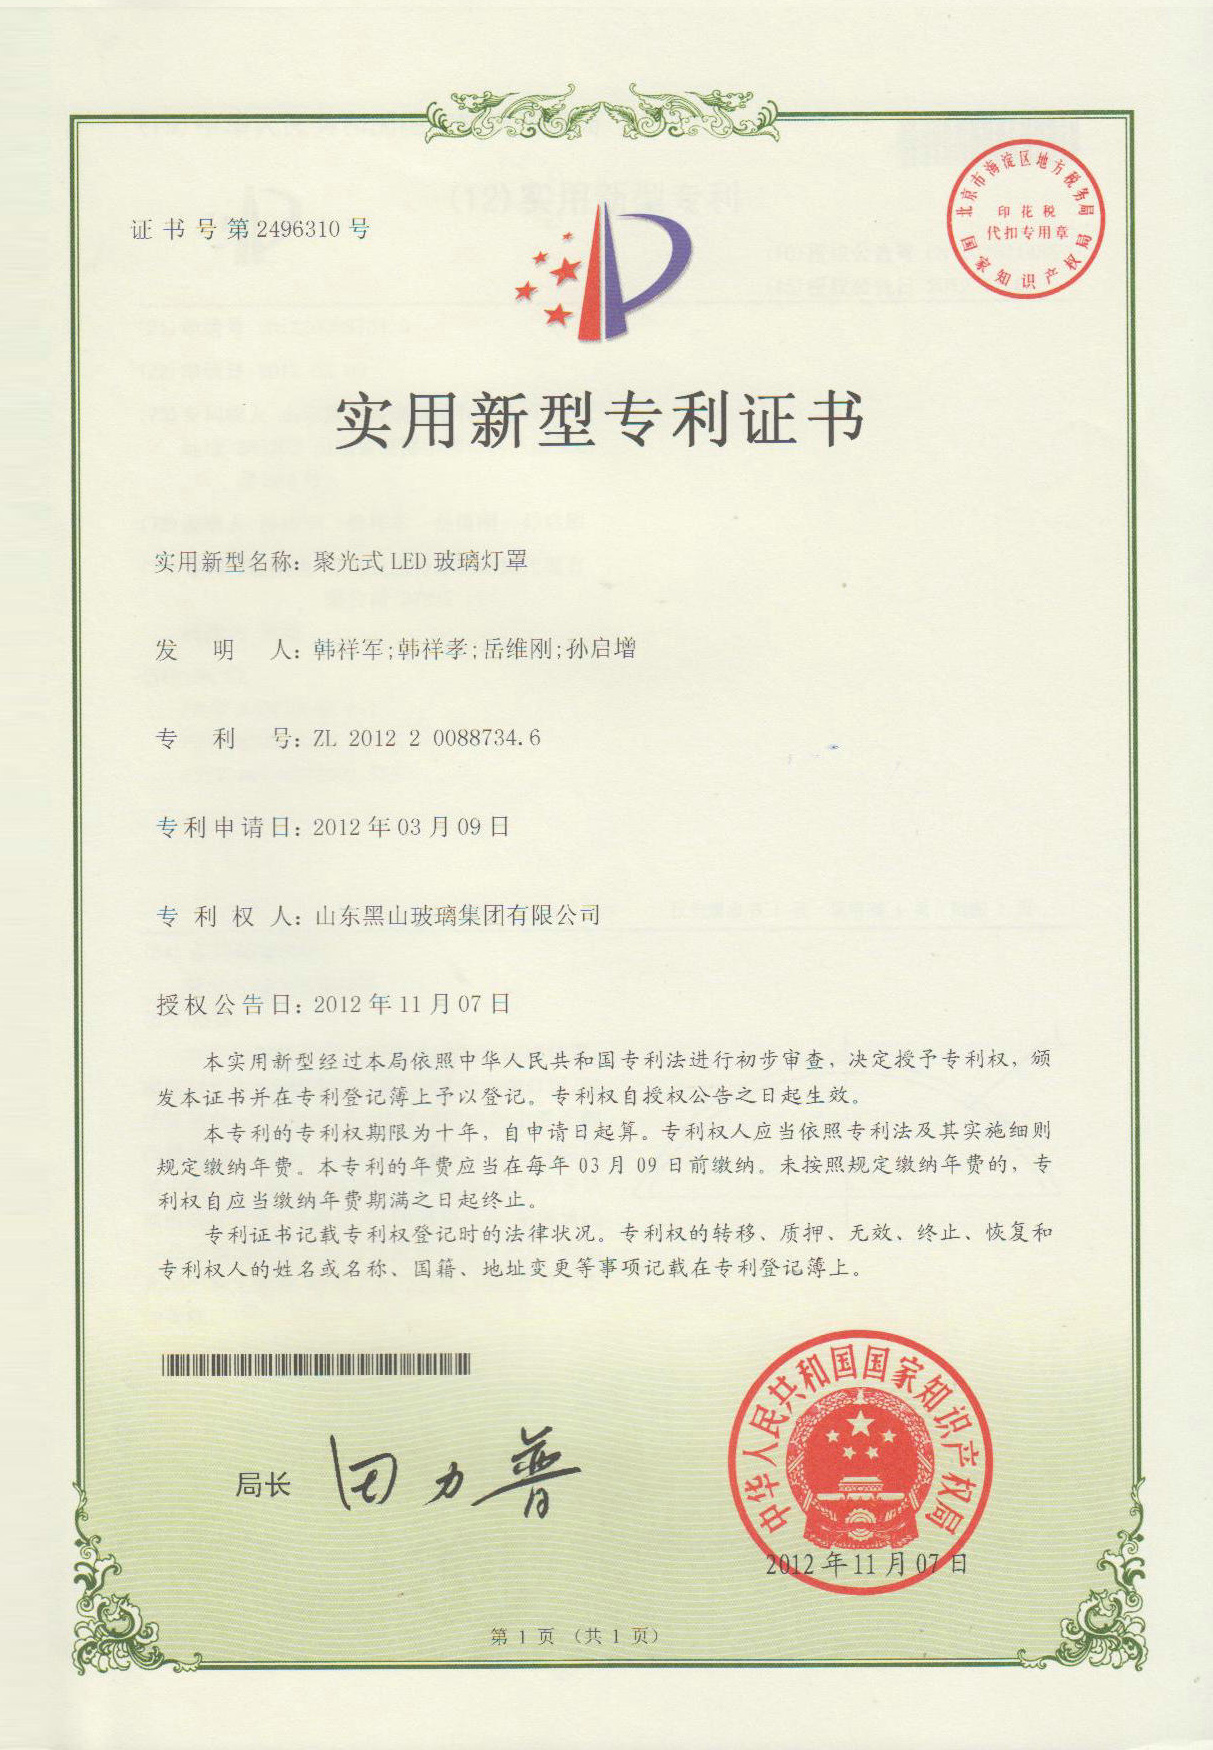 证书号第2496310号
北京市海淀区地方税务局
印花税
代扣专用章
国家知识产权局
实用新型专利证书
实用新型名称：聚光式LED玻璃灯罩
发明人：韩祥军;韩祥孝;岳维刚;孙启增
专利号：ZL 2012 2 0088734.6
专利申请日：2012年03月09日
专利权人：山东黑山玻璃集团有限公司
授权公告日：2012年11月07日
本实用新型经过本局依照中华人民共和国专利法进行初步审查，决定授予专利权，颁
发本证书并在专利登记簿上予以登记。专利权自授权公告之日起生效。
本专利的专利权期限为十年，自申请日起算。专利权人应当依照专利法及其实施细则
规定缴纳年费。本专利的年费应当在每年03月09日前缴纳。未按照规定缴纳年费的，专
利权自应当缴纳年费期满之日起终止。
专利证书记载专利权登记时的法律状况。专利权的转移、质押、无效、终止、恢复和
专利权人的姓名或名称、国籍、地址变更等事项记载在专利登记簿上。
局长 田力普
中华人民共和国国家知识产权局
2012年11月07日
第 1 页 （共 1 页）